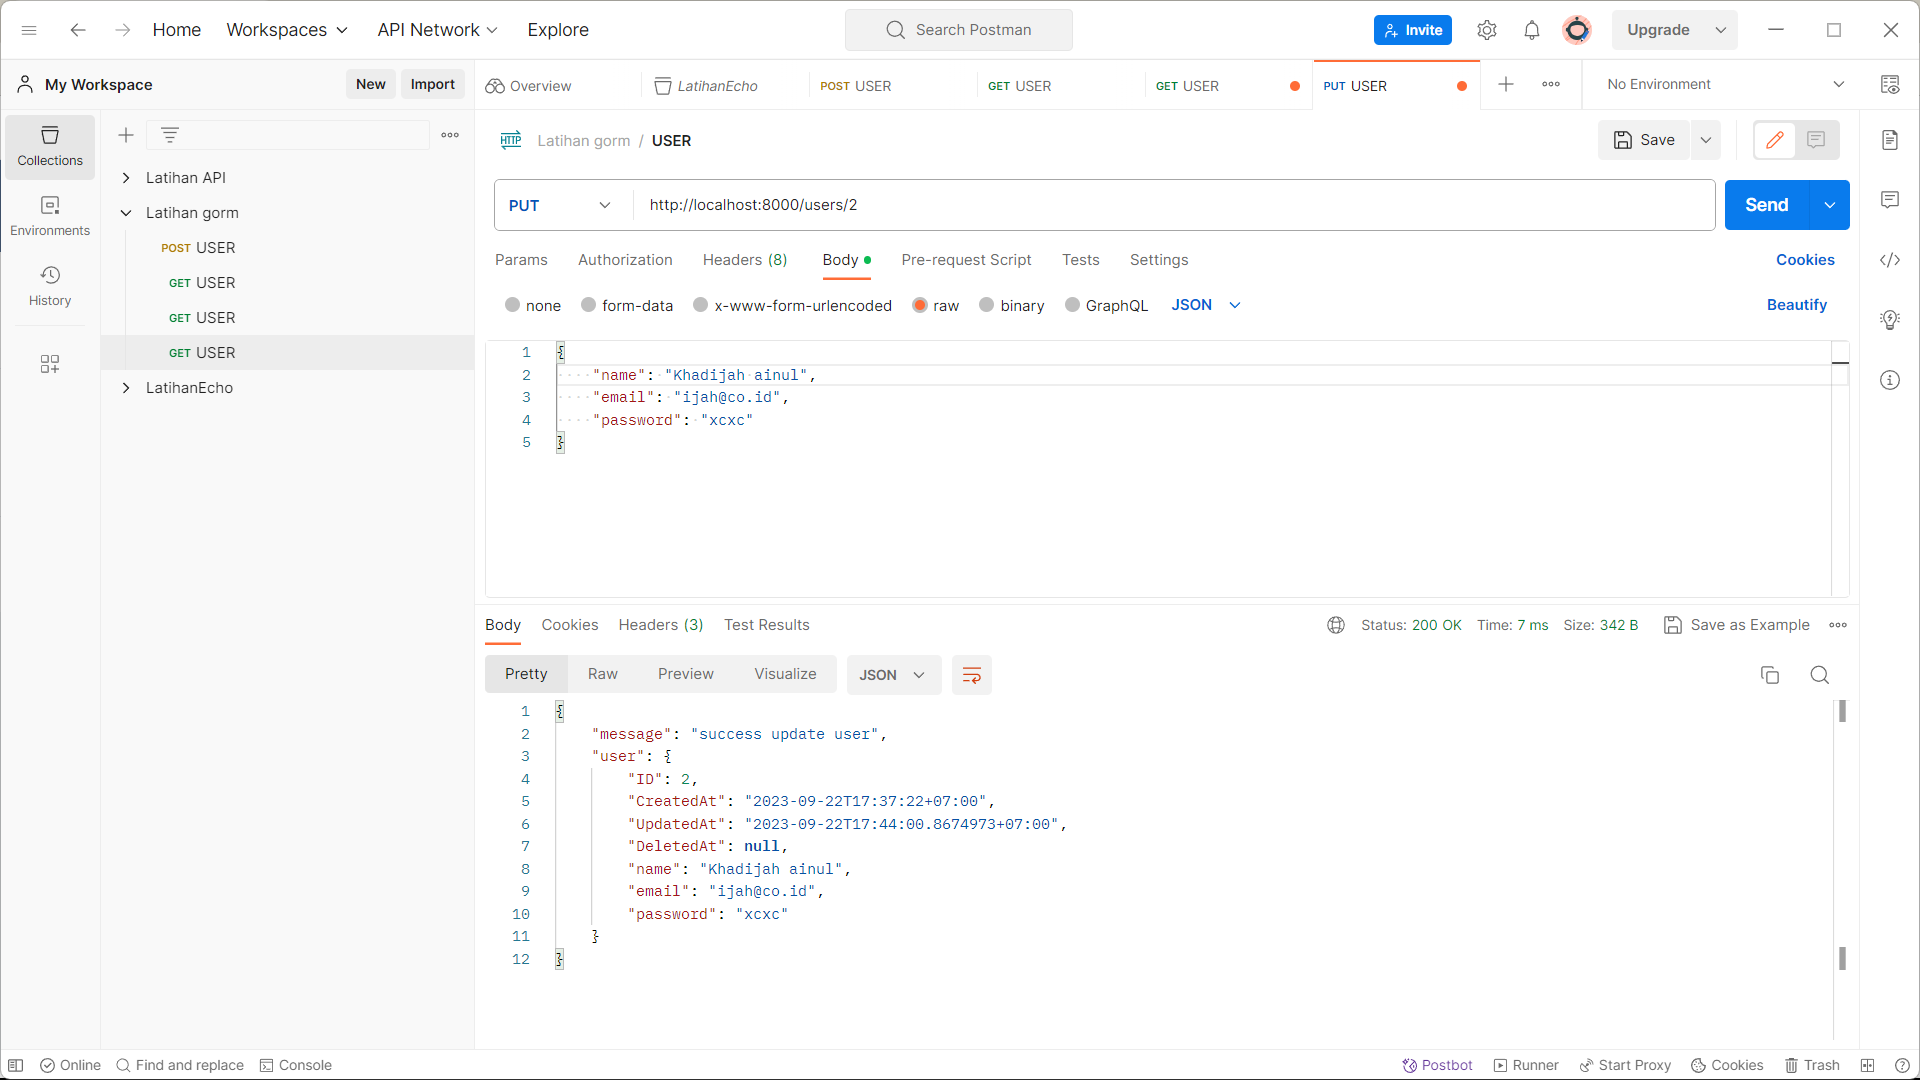 Home Workspaces API Network Explore Search Postman Invite Upgrade
My Workspace New Import Overview LatihanEcho POST USER GET USER GET USER PUT USER No Environment
Collections
Environments
History
Latihan API
Latihan gorm
POST USER
GET USER
GET USER
GET USER
LatihanEcho
HTTP Latihan gorm / USER Save
PUT http://localhost:8000/users/2 Send
Params Authorization Headers (8) Body Pre-request Script Tests Settings Cookies
none form-data x-www-form-urlencoded raw binary GraphQL JSON Beautify
1 {
2 "name": "Khadijah ainul",
3 "email": "ijah@co.id",
4 "password": "xcxc"
5 }
Body Cookies Headers (3) Test Results Status: 200 OK Time: 7 ms Size: 342 B Save as Example
Pretty Raw Preview Visualize JSON
1 {
2 "message": "success update user",
3 "user": {
4 "ID": 2,
5 "CreatedAt": "2023-09-22T17:37:22+07:00",
6 "UpdatedAt": "2023-09-22T17:44:00.8674973+07:00",
7 "DeletedAt": null,
8 "name": "Khadijah ainul",
9 "email": "ijah@co.id",
10 "password": "xcxc"
11 }
12 }
Online Find and replace Console Postbot Runner Start Proxy Cookies Trash